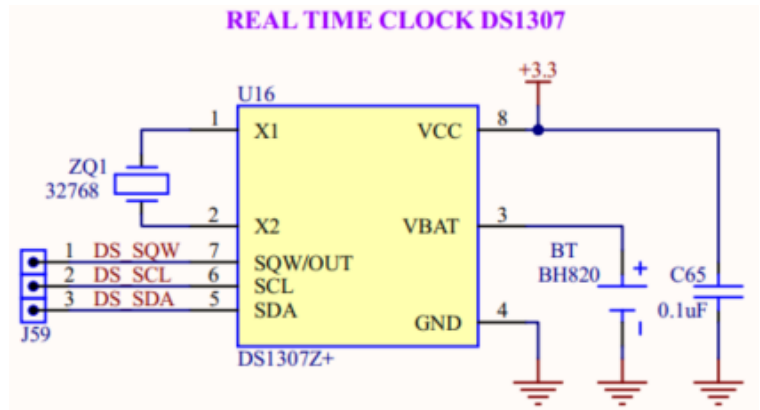 REAL TIME CLOCK DS1307
+3.3
U16
1 X1 VCC 8
ZQ1
32768
2 X2 VBAT 3
1 DS_SQW 7 SQW/OUT
2 DS_SCL 6 SCL
3 DS_SDA 5 SDA
J59
GND 4
BT
BH820
+
-
C65
0.1uF
DS1307Z+